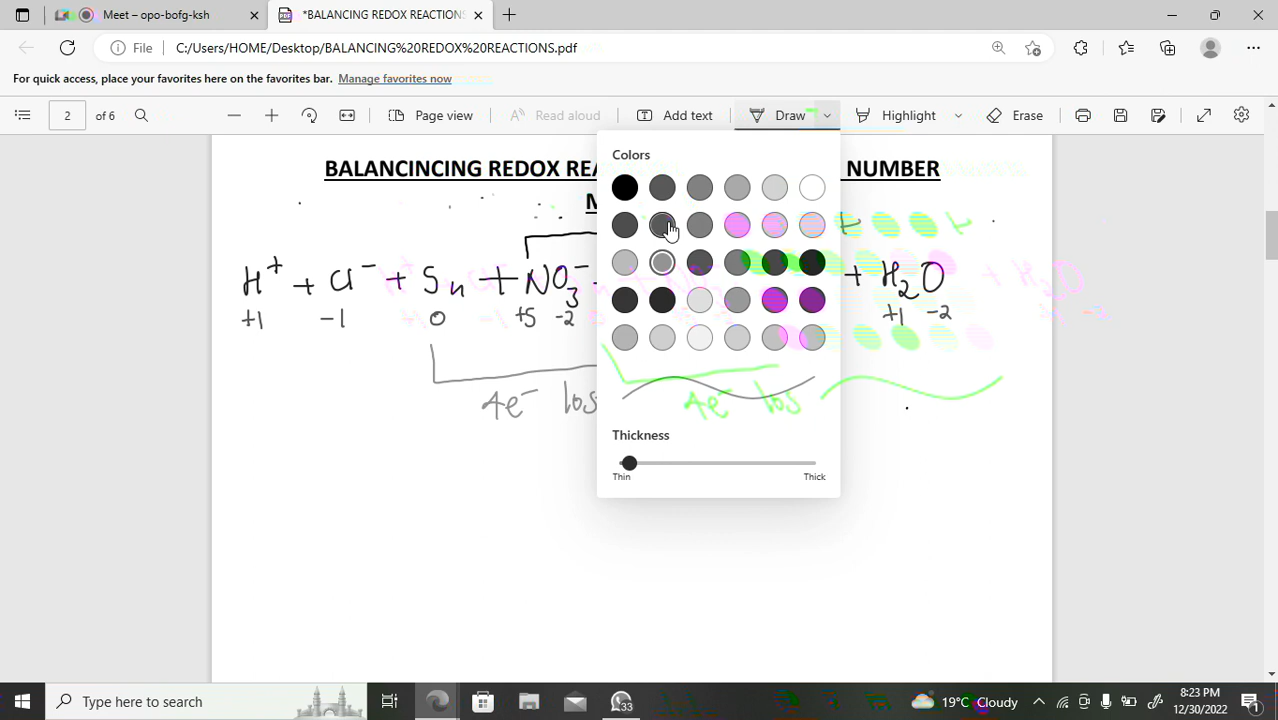 Meet – opo-bofg-ksh
*BALANCING REDOX REACTIONS
File C:/Users/HOME/Desktop/BALANCING%20REDOX%20REACTIONS.pdf
For quick access, place your favorites here on the favorites bar. Manage favorites now
2 of 6 Page view Read aloud Add text Draw Highlight Erase
Colors
BALANCINCING REDOX REA NUMBER
M
H⁺ + Cl⁻ + Sn + NO₃⁻ + H₂O
+1 -1 0 +5 -2 +1 -2
4e⁻ los
Thickness
Thin Thick
Type here to search
33
19°C Cloudy
8:23 PM
12/30/2022
1